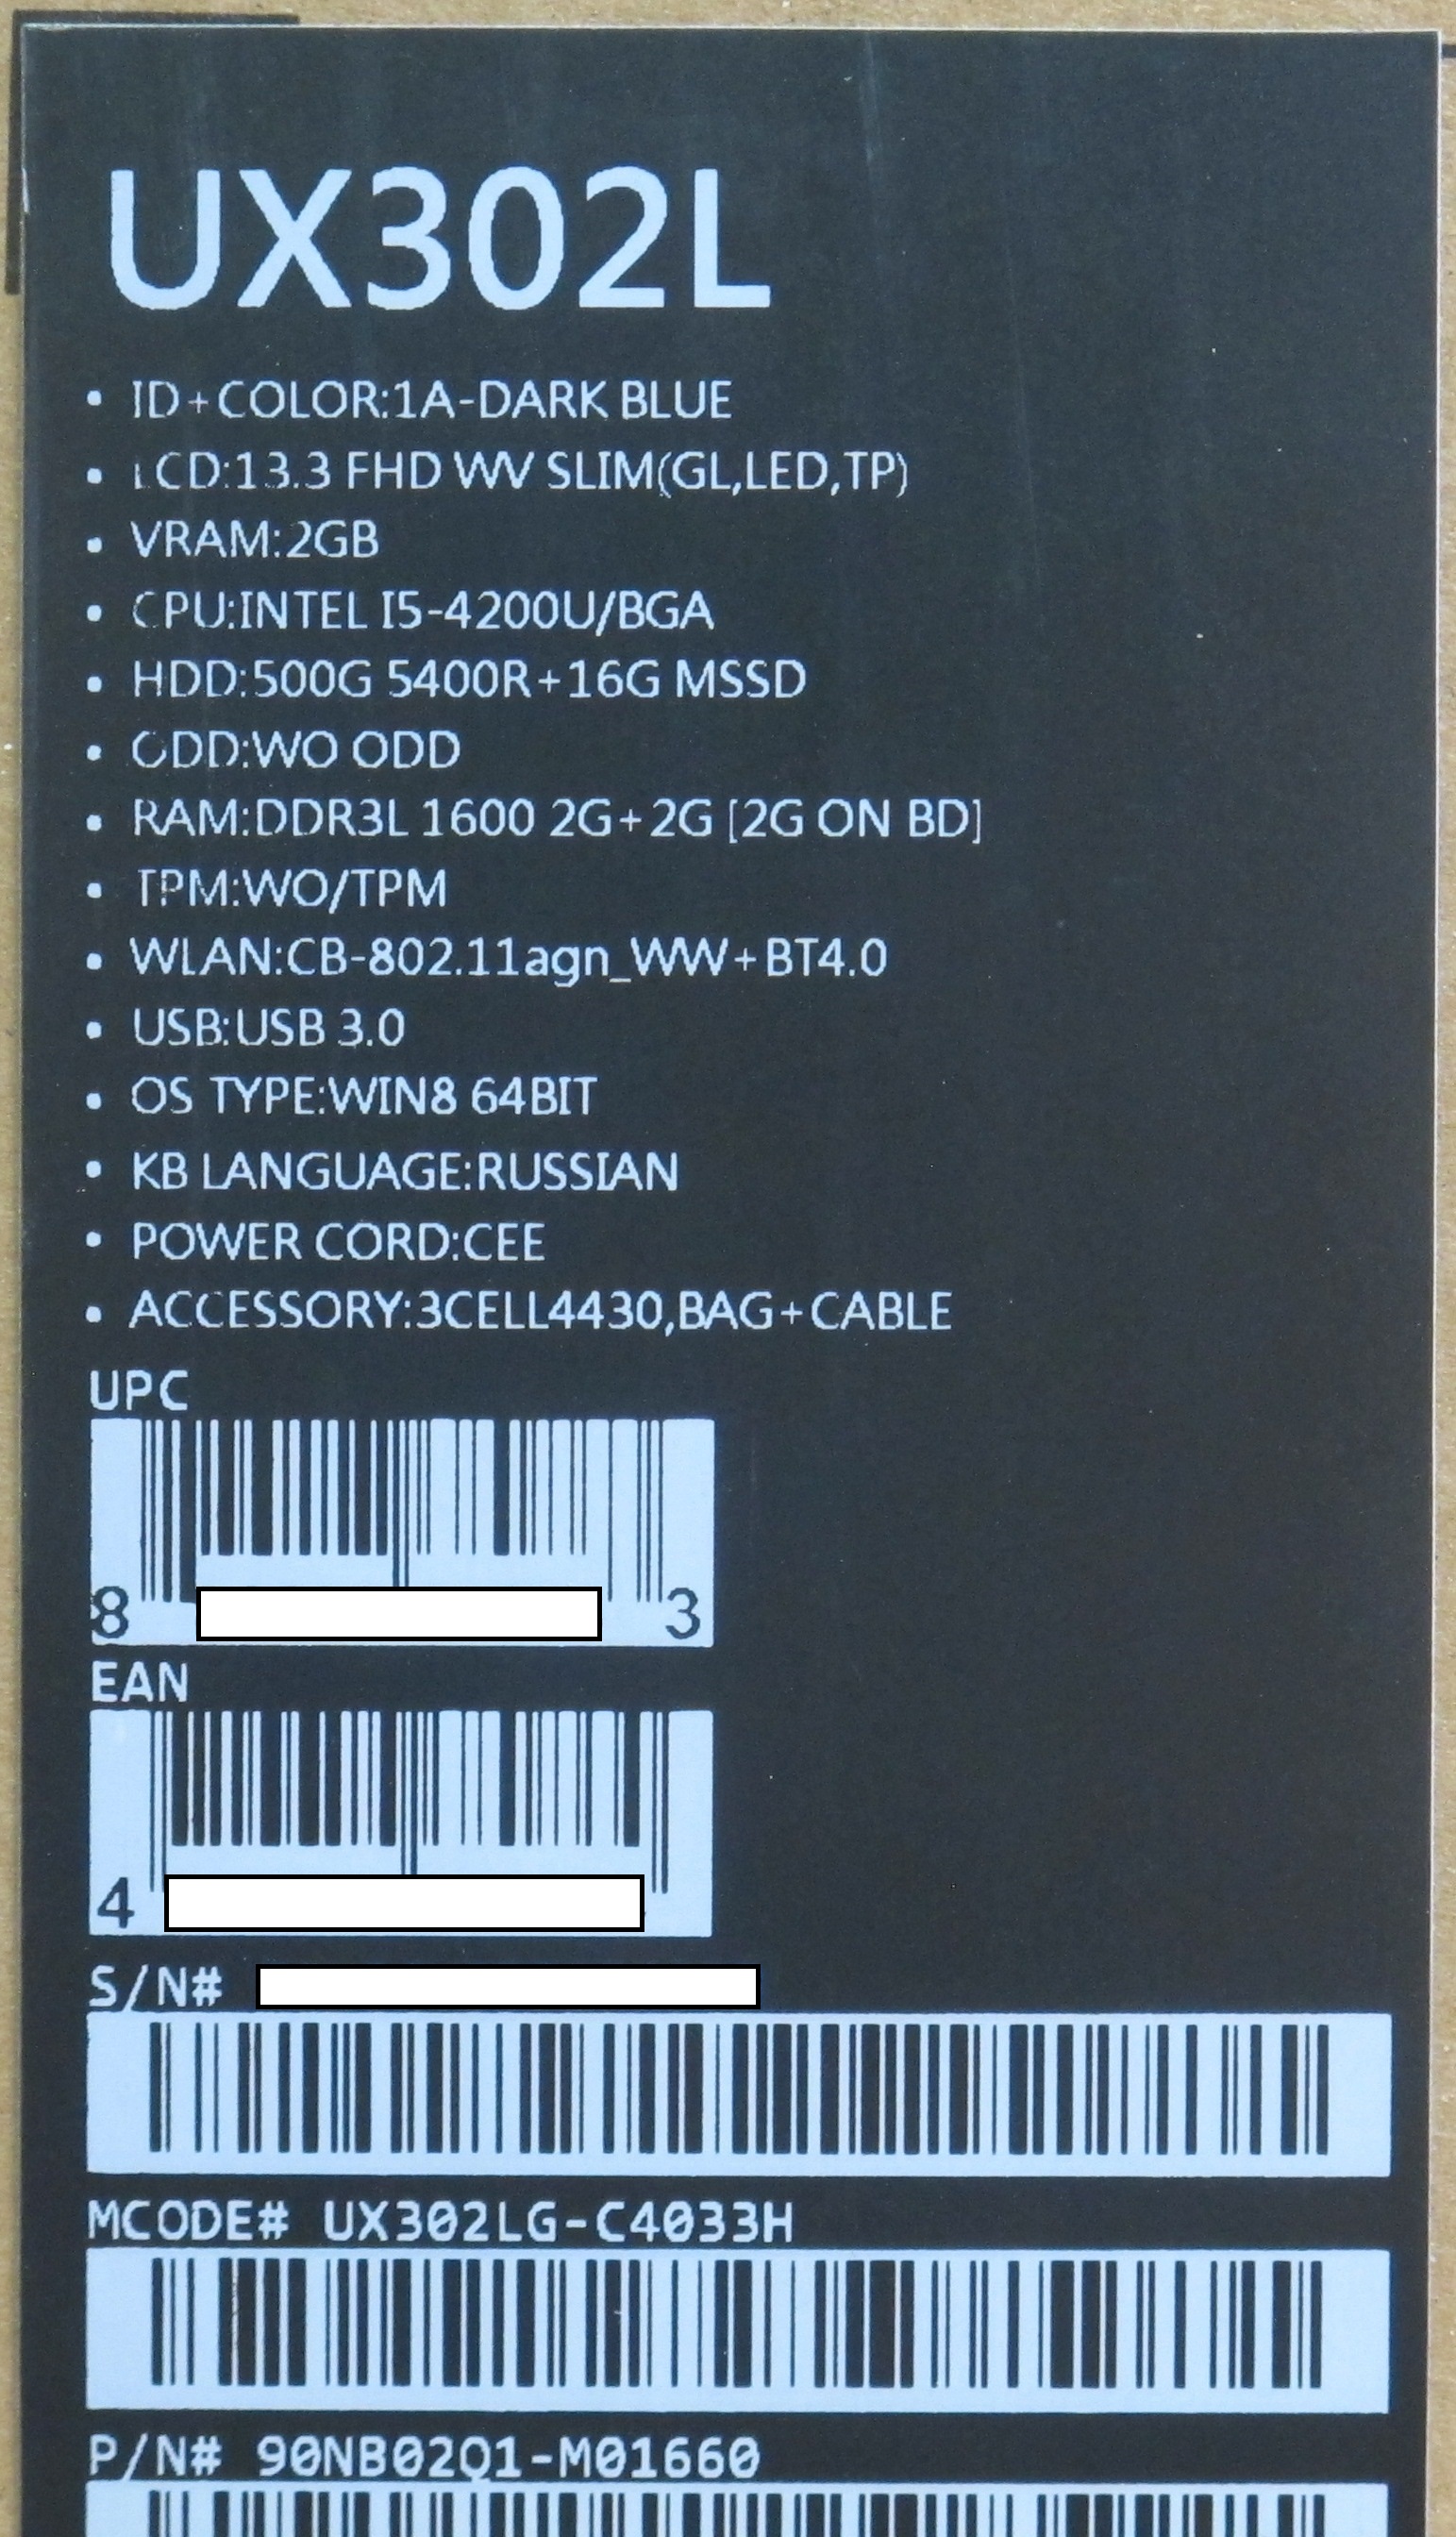 UX302L
• ID+COLOR:1A-DARK BLUE
• LCD:13.3 FHD WV SLIM(GL,LED,TP)
• VRAM:2GB
• CPU:INTEL I5-4200U/BGA
• HDD:500G 5400R+16G MSSD
• ODD:WO ODD
• RAM:DDR3L 1600 2G+2G [2G ON BD]
• TPM:WO/TPM
• WLAN:CB-802.11agn_WW+BT4.0
• USB:USB 3.0
• OS TYPE:WIN8 64BIT
• KB LANGUAGE:RUSSIAN
• POWER CORD:CEE
• ACCESSORY:3CELL4430,BAG+CABLE
UPC
8 3
EAN
4
S/N#
MCODE# UX302LG-C4033H
P/N# 90NB02Q1-M01660